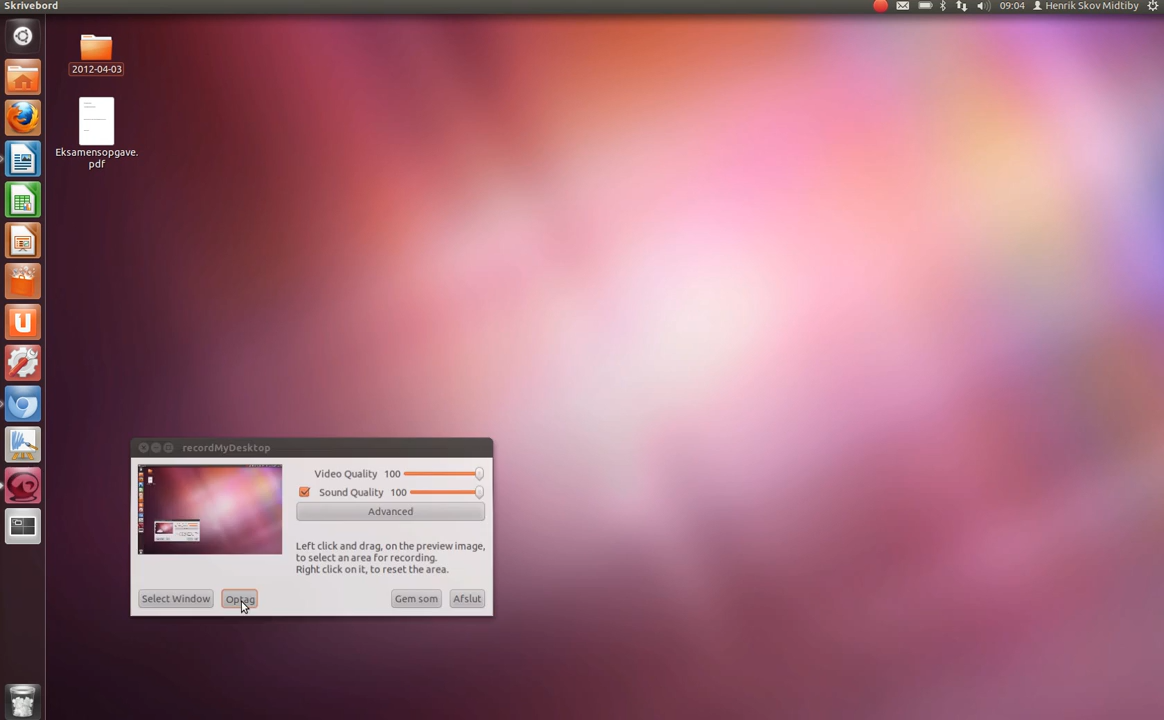 Skrivebord
09:04
Henrik Skov Midtiby
2012-04-03
Eksamensopgave.
pdf
recordMyDesktop
Video Quality 100
Sound Quality 100
Advanced
Left click and drag, on the preview image,
to select an area for recording.
Right click on it, to reset the area.
Select Window
Optag
Gem som
Afslut